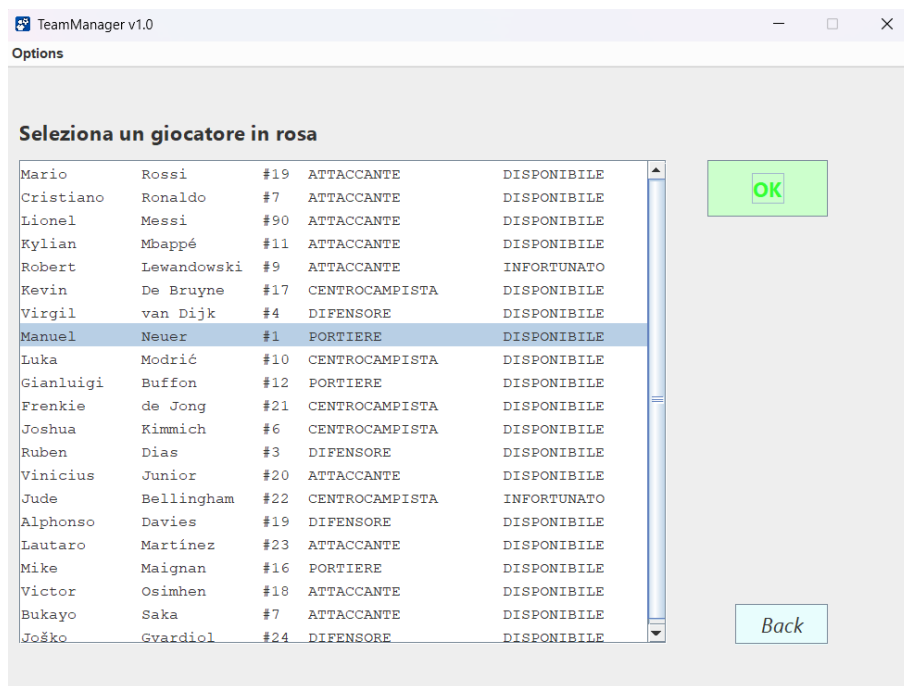 TeamManager v1.0
Options
Seleziona un giocatore in rosa
Mario Rossi #19 ATTACCANTE DISPONIBILE
OK
Cristiano Ronaldo #7 ATTACCANTE DISPONIBILE
Lionel Messi #90 ATTACCANTE DISPONIBILE
Kylian Mbappé #11 ATTACCANTE DISPONIBILE
Robert Lewandowski #9 ATTACCANTE INFORTUNATO
Kevin De Bruyne #17 CENTROCAMPISTA DISPONIBILE
Virgil van Dijk #4 DIFENSORE DISPONIBILE
Manuel Neuer #1 PORTIERE DISPONIBILE
Luka Modrić #10 CENTROCAMPISTA DISPONIBILE
Gianluigi Buffon #12 PORTIERE DISPONIBILE
Frenkie de Jong #21 CENTROCAMPISTA DISPONIBILE
Joshua Kimmich #6 CENTROCAMPISTA DISPONIBILE
Ruben Dias #3 DIFENSORE DISPONIBILE
Vinicius Junior #20 ATTACCANTE DISPONIBILE
Jude Bellingham #22 CENTROCAMPISTA INFORTUNATO
Alphonso Davies #19 DIFENSORE DISPONIBILE
Lautaro Martínez #23 ATTACCANTE DISPONIBILE
Mike Maignan #16 PORTIERE DISPONIBILE
Victor Osimhen #18 ATTACCANTE DISPONIBILE
Bukayo Saka #7 ATTACCANTE DISPONIBILE
Joško Gvardiol #24 DIFENSORE DISPONIBILE
Back